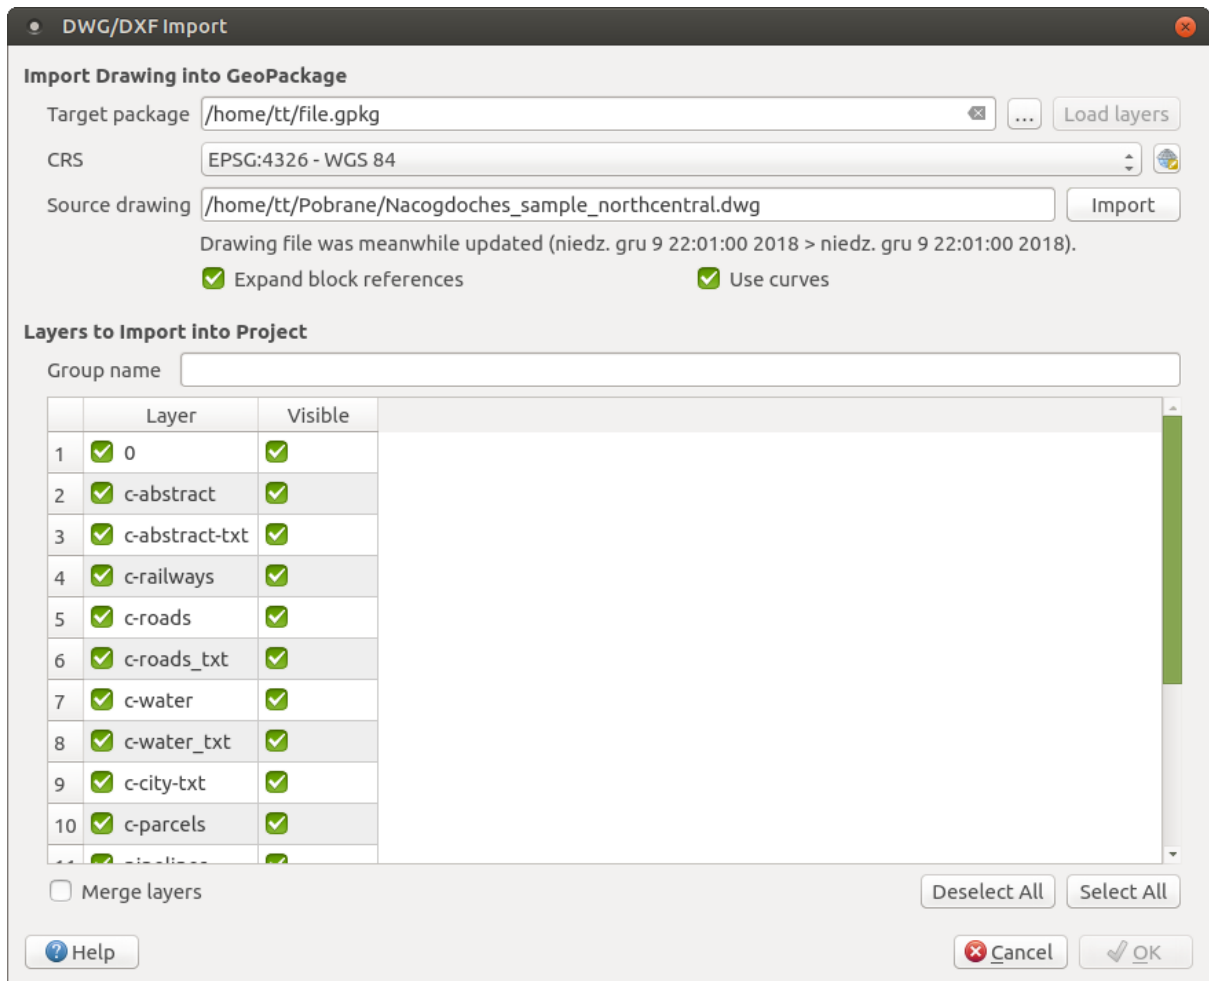 DWG/DXF Import
Import Drawing into GeoPackage
Target package /home/tt/file.gpkg ... Load layers
CRS EPSG:4326 - WGS 84
Source drawing /home/tt/Pobrane/Nacogdoches_sample_northcentral.dwg Import
Drawing file was meanwhile updated (niedz. gru 9 22:01:00 2018 > niedz. gru 9 22:01:00 2018).
Expand block references Use curves
Layers to Import into Project
Group name
Layer Visible
1 0
2 c-abstract
3 c-abstract-txt
4 c-railways
5 c-roads
6 c-roads_txt
7 c-water
8 c-water_txt
9 c-city-txt
10 c-parcels
Merge layers Deselect All Select All
Help Cancel OK